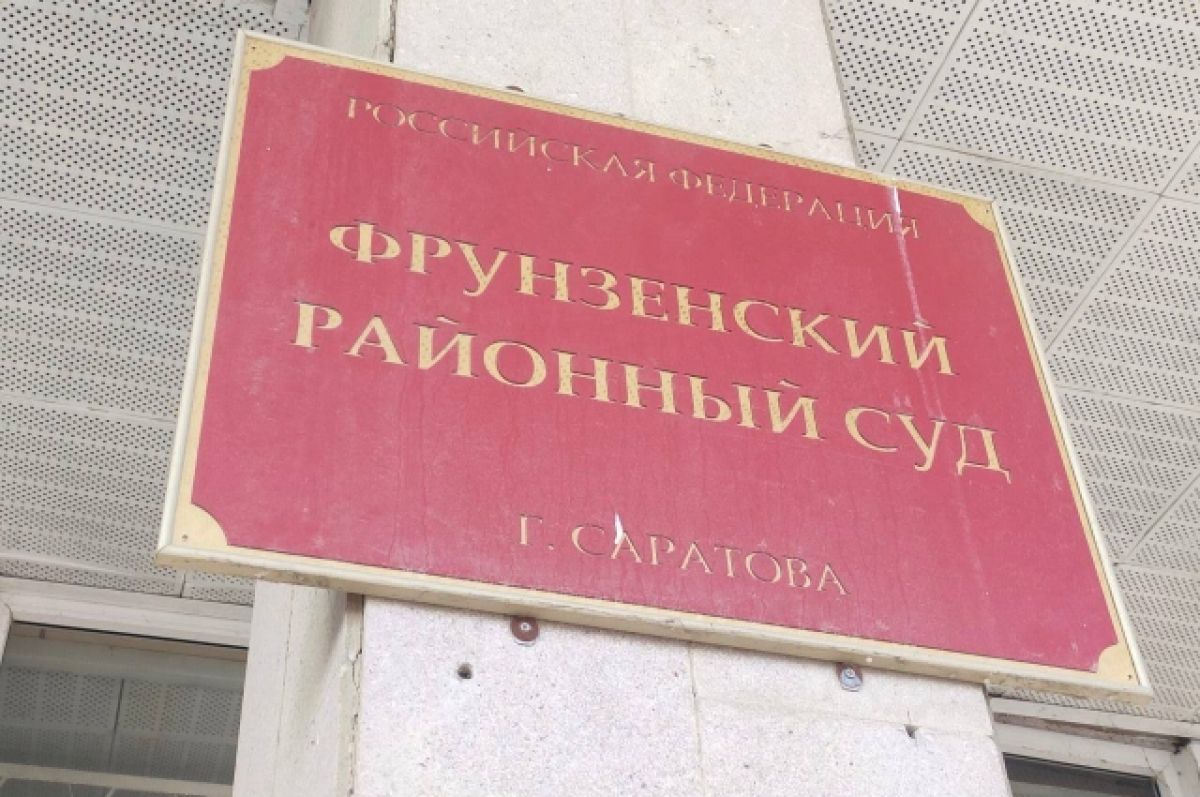 РОССИЙСКАЯ ФЕДЕРАЦИЯ
ФРУНЗЕНСКИЙ
РАЙОННЫЙ СУД
Г. САРАТОВА